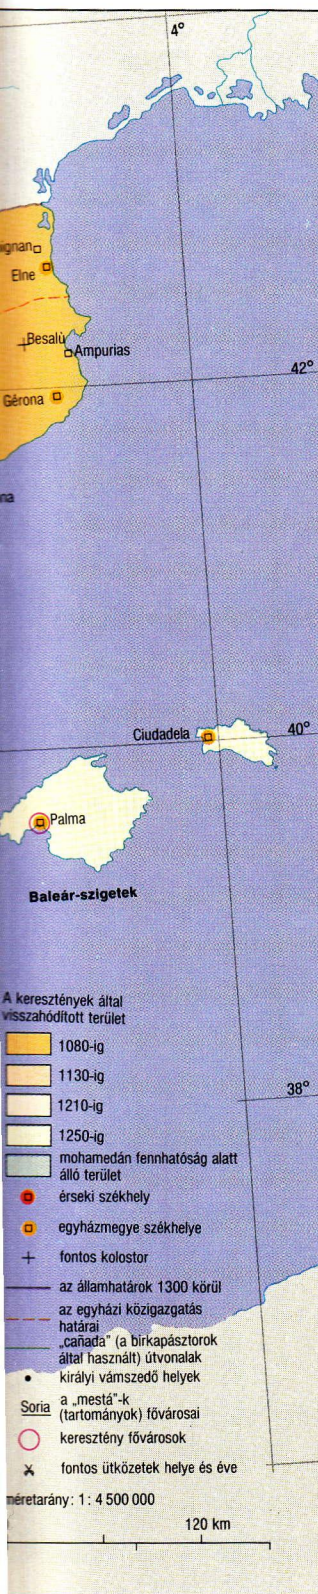 4°
ignan
Elne
Besalù
Ampurias
42°
Gérona
na
Ciudadela
40°
Palma
Baleár-szigetek
A keresztények által
visszahódított terület
1080-ig
1130-ig
1210-ig
38°
1250-ig
mohamedán fennhatóság alatt
álló terület
érseki székhely
egyházmegye székhelye
fontos kolostor
az államhatárok 1300 körül
az egyházi közigazgatás
határai
„cañada” (a birkapásztorok
által használt) útvonalak
királyi vámszedő helyek
Soria a „mestá”-k
(tartományok) fővárosai
keresztény fővárosok
fontos ütközetek helye és éve
méretarány: 1 : 4 500 000
120 km